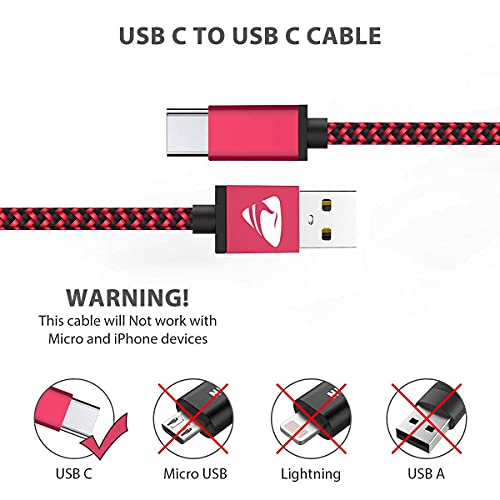 USB C TO USB C CABLE
WARNING!
This cable will Not work with
Micro and iPhone devices
USB C
Micro USB
Lightning
USB A